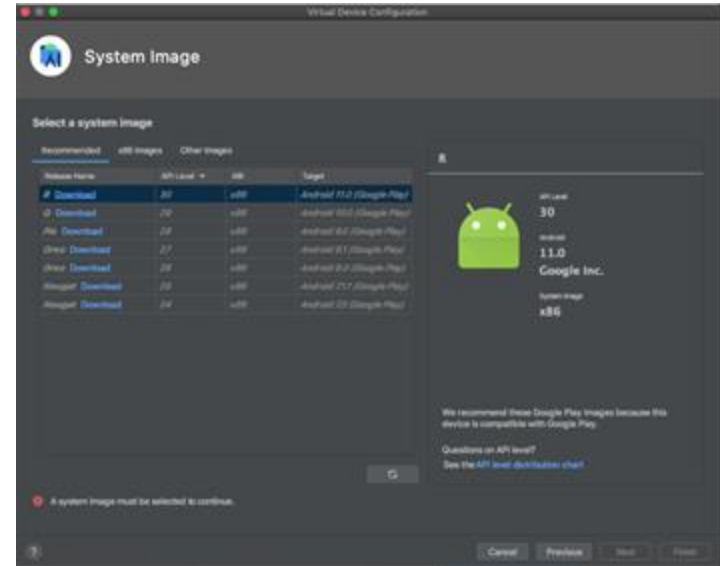 Virtual Device Configuration
System Image
Select a system image
Recommended x86 Images Other Images
Release Name API Level ABI Target
R Download 30 x86 Android 11.0 (Google Play)
Q Download 29 x86 Android 10.0 (Google Play)
Pie Download 28 x86 Android 9.0 (Google Play)
Oreo Download 27 x86 Android 8.1 (Google Play)
Oreo Download 26 x86 Android 8.0 (Google Play)
Nougat Download x86 Android 7.1.1 (Google Play)
Nougat Download 24 x86 Android 7.0 (Google Play)
A system image must be selected to continue.
R
API Level
30
Android
11.0
Google Inc.
System Image
x86
We recommend these Google Play images because this
device is compatible with Google Play.
Questions on API level?
See the API level distribution chart
? Cancel Previous Next Finish